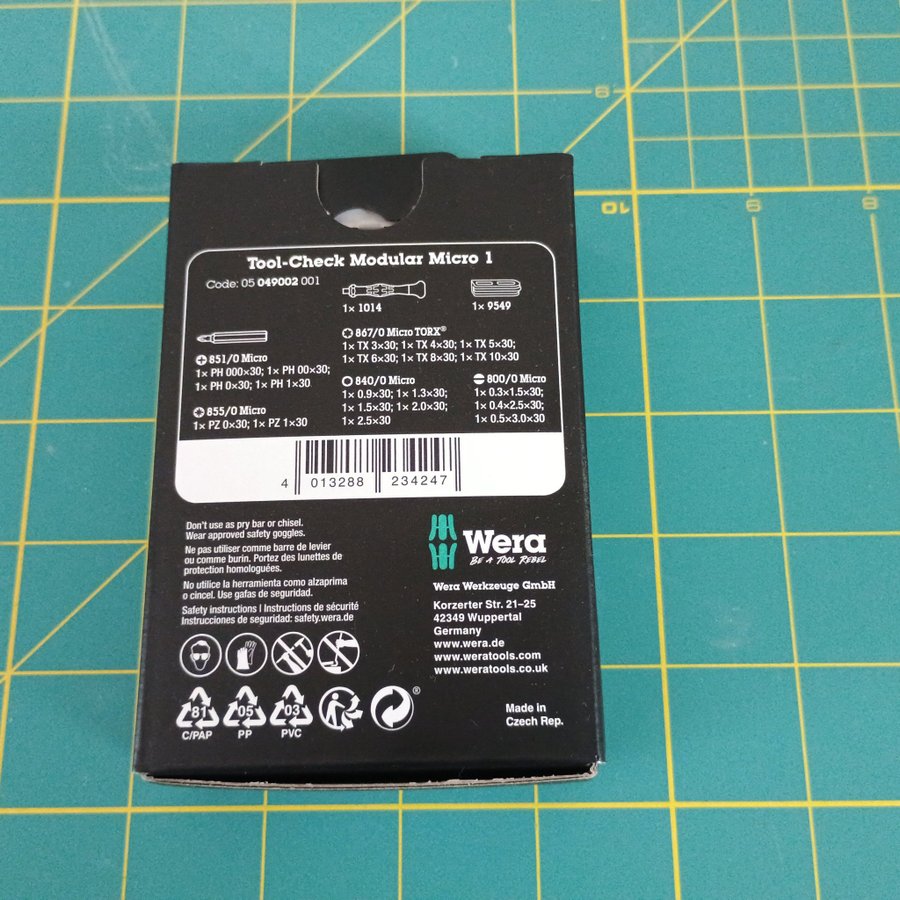 Tool-Check Modular Micro 1
Code: 05 049002 001
1× 1014
1× 9549
851/0 Micro
1× PH 000×30; 1× PH 00×30;
1× PH 0×30; 1× PH 1×30
855/0 Micro
1× PZ 0×30; 1× PZ 1×30
867/0 Micro TORX®
1× TX 3×30; 1× TX 4×30; 1× TX 5×30;
1× TX 6×30; 1× TX 8×30; 1× TX 10×30
840/0 Micro
1× 0.9×30; 1× 1.3×30;
1× 1.5×30; 1× 2.0×30;
1× 2.5×30
800/0 Micro
1× 0.3×1.5×30;
1× 0.4×2.5×30;
1× 0.5×3.0×30
4 013288 234247
Don't use as pry bar or chisel.
Wear approved safety goggles.
Ne pas utiliser comme barre de levier
ou comme burin. Portez des lunettes de
protection homologuées.
No utilice la herramienta como alzaprima
o cincel. Use gafas de seguridad.
Safety instructions | Instructions de sécurité
Instrucciones de seguridad: safety.wera.de
Wera
BE A TOOL REBEL
Wera Werkzeuge GmbH
Korzerter Str. 21–25
42349 Wuppertal
Germany
www.wera.de
www.weratools.com
www.weratools.co.uk
81
C/PAP
05
PP
03
PVC
®
Made in
Czech Rep.
9
10
9
8